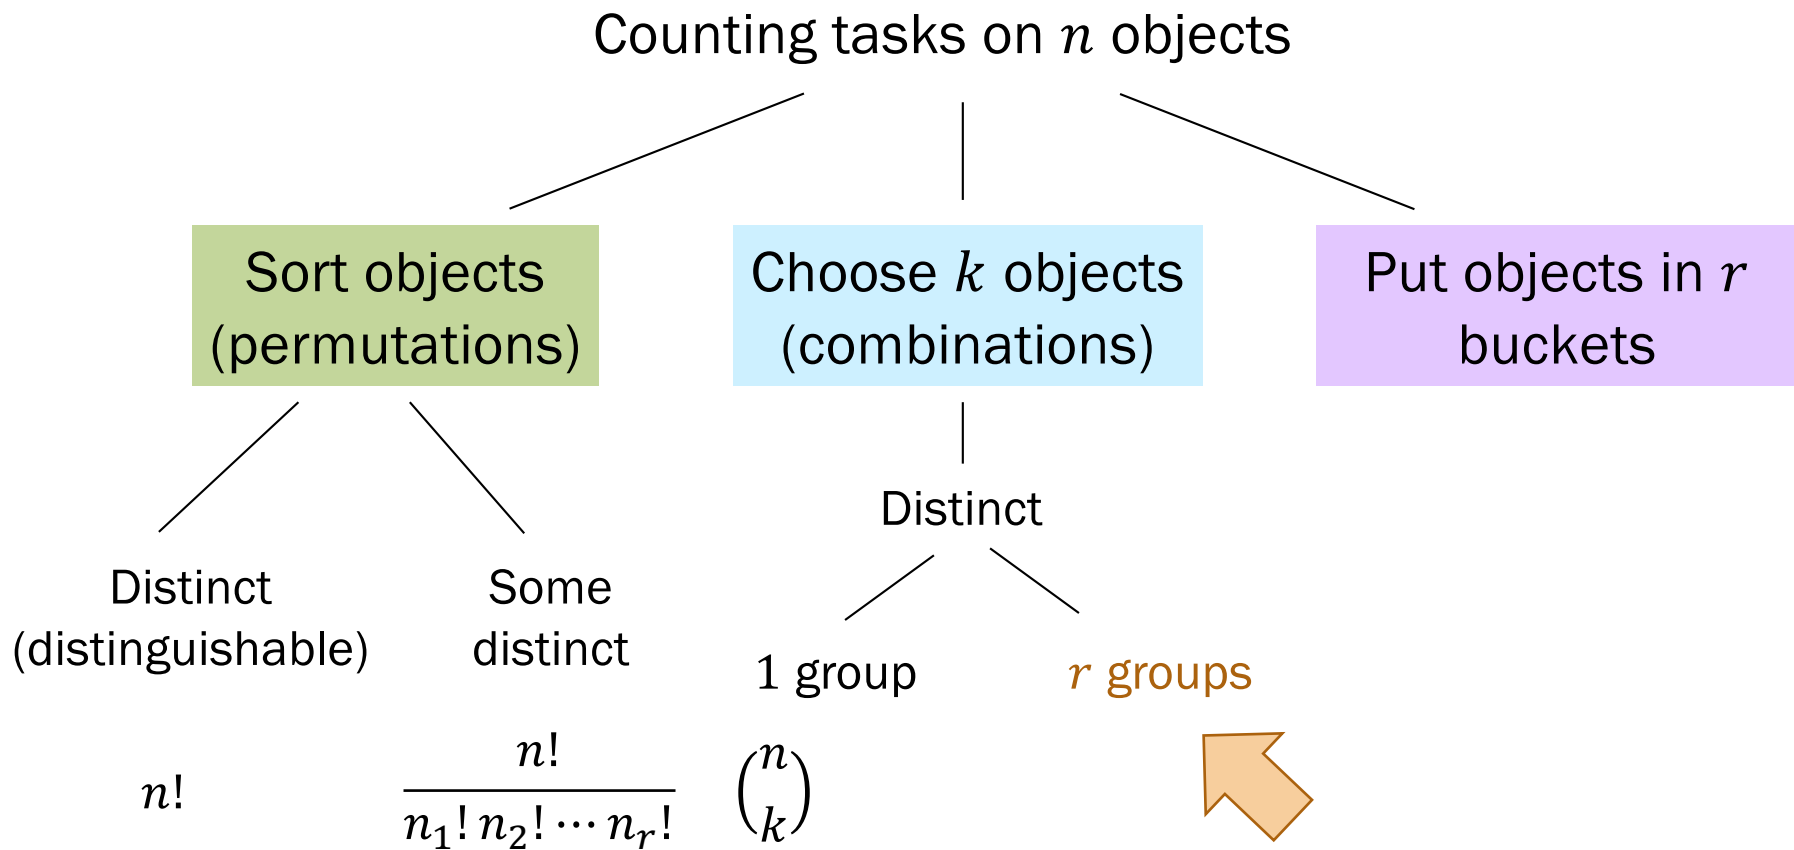 Counting tasks on n objects
Sort objects
(permutations)
Choose k objects
(combinations)
Put objects in r
buckets
Distinct
(distinguishable)
Some
distinct
Distinct
1 group
r groups
n!
n!
n₁! n₂! ⋯ nᵣ!
(n
k)